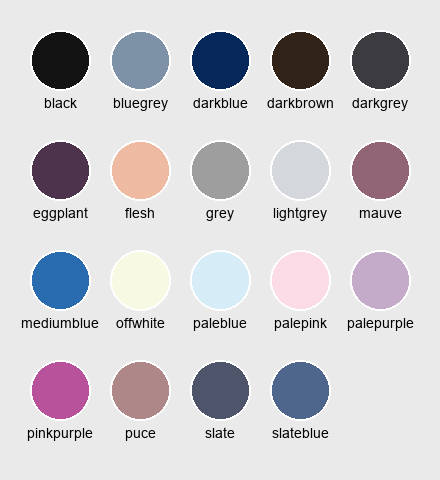 black bluegrey darkblue darkbrown darkgrey
eggplant flesh grey lightgrey mauve
mediumblue offwhite paleblue palepink palepurple
pinkpurple puce slate slateblue